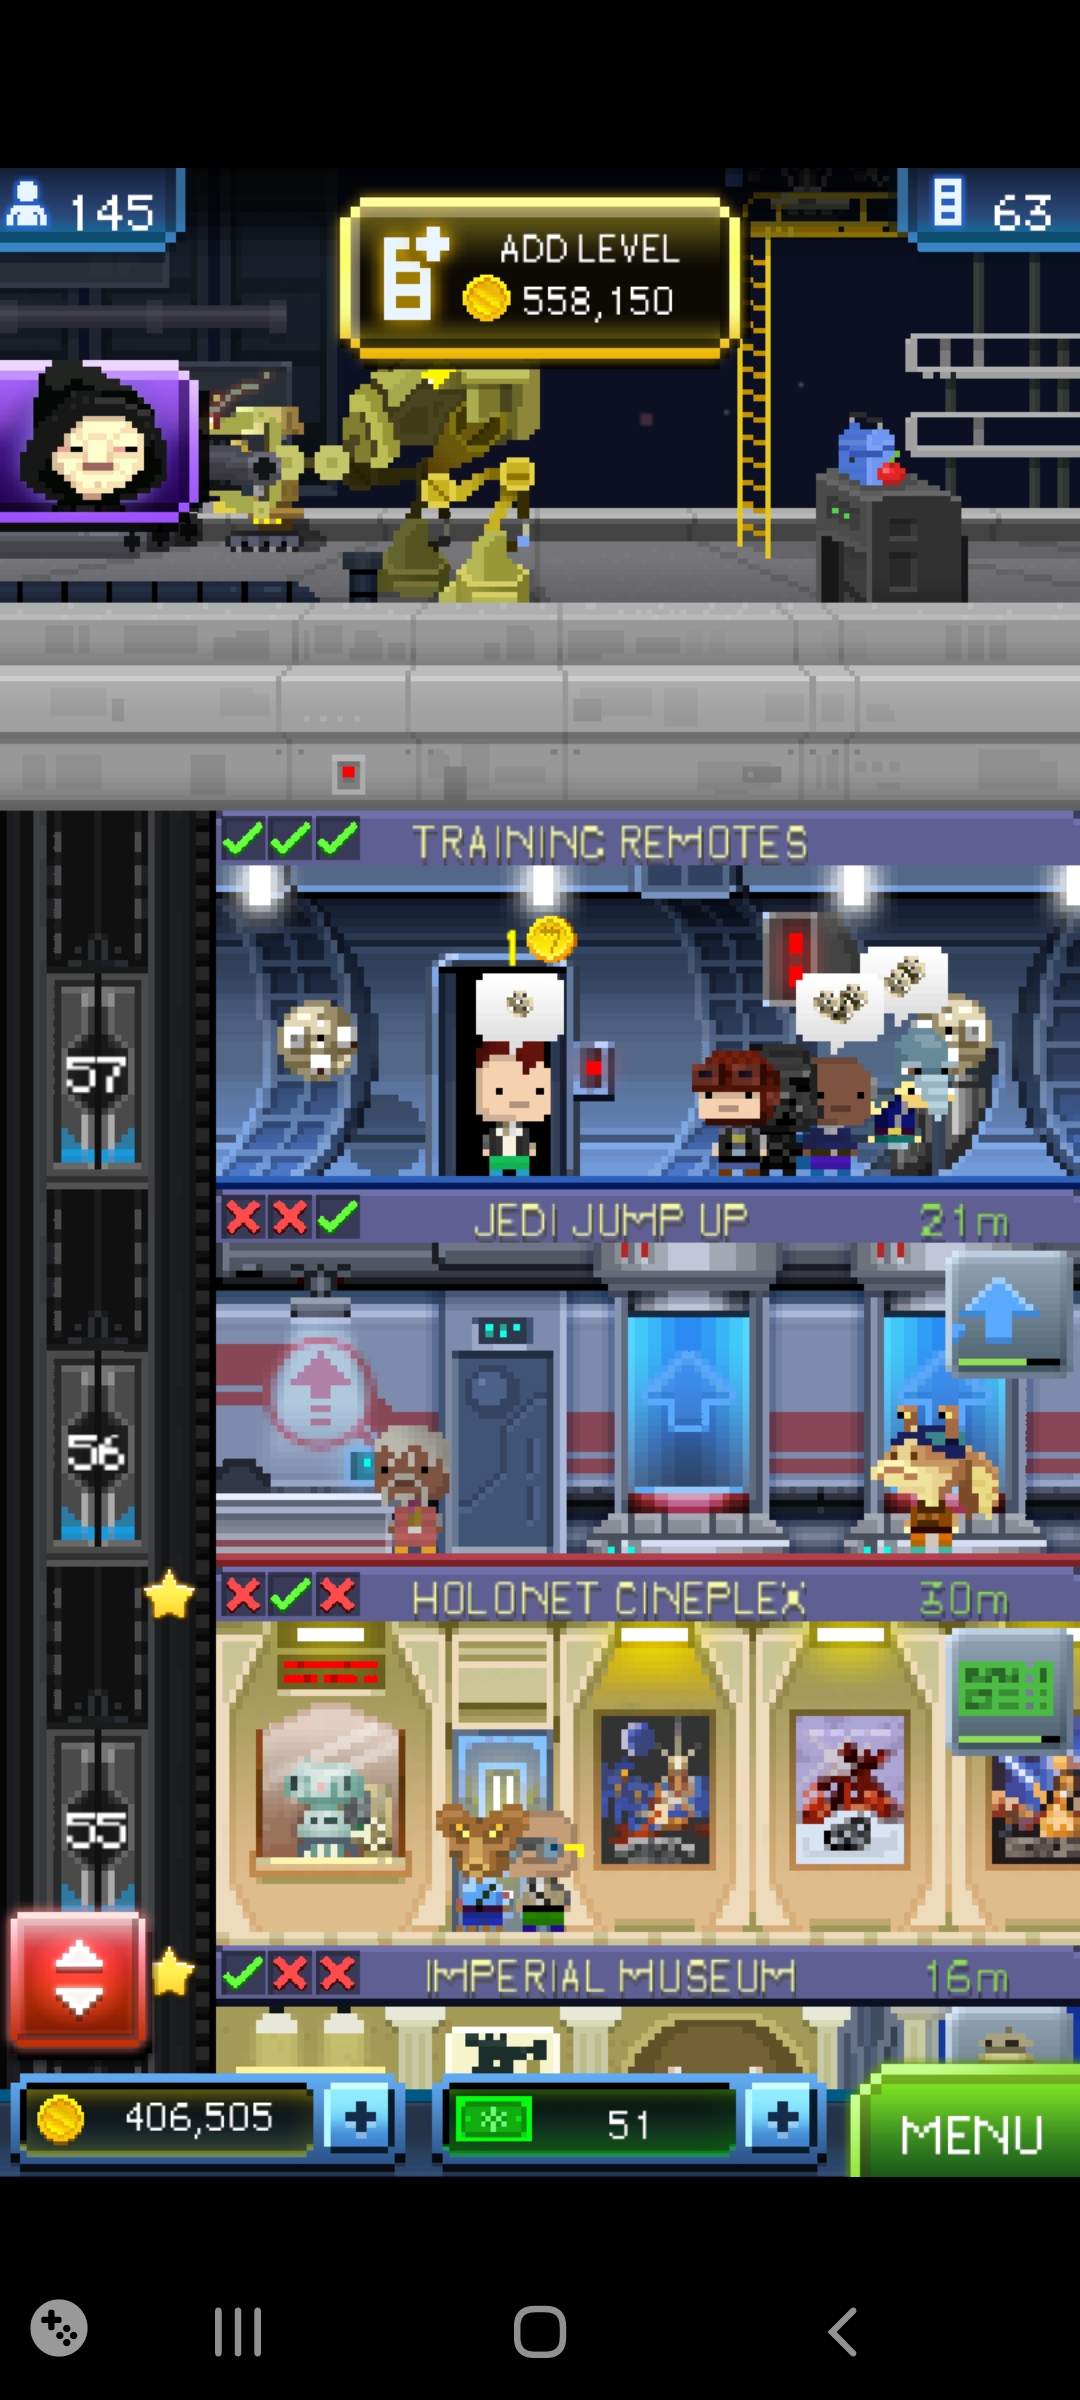 145
ADD LEVEL
558,150
63
TRAINING REMOTES
1
57
JEDI JUMP UP 21m
56
HOLONET CINEPLEX 30m
55
IMPERIAL MUSEUM 16m
406,505
51
MENU